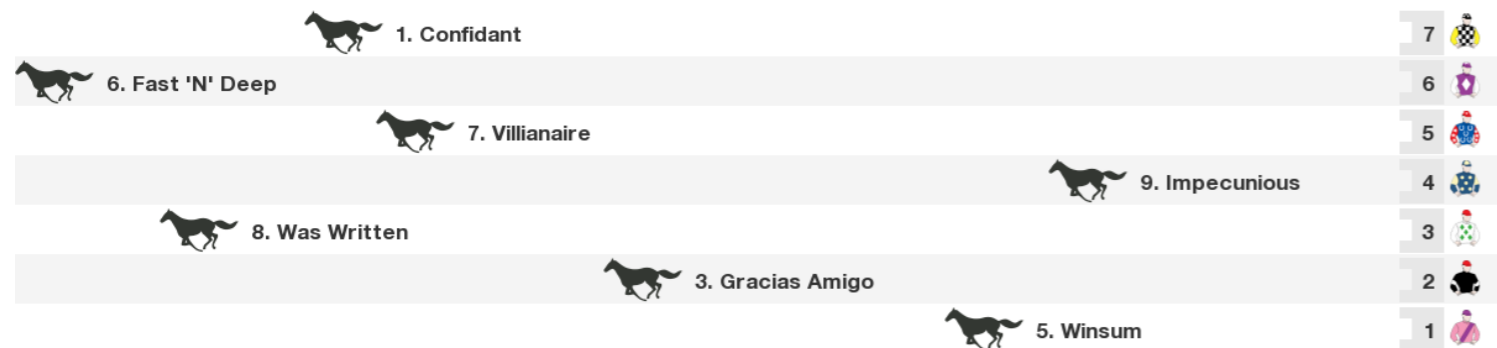 1. Confidant 7
6. Fast 'N' Deep 6
7. Villianaire 5
9. Impecunious 4
8. Was Written 3
3. Gracias Amigo 2
5. Winsum 1